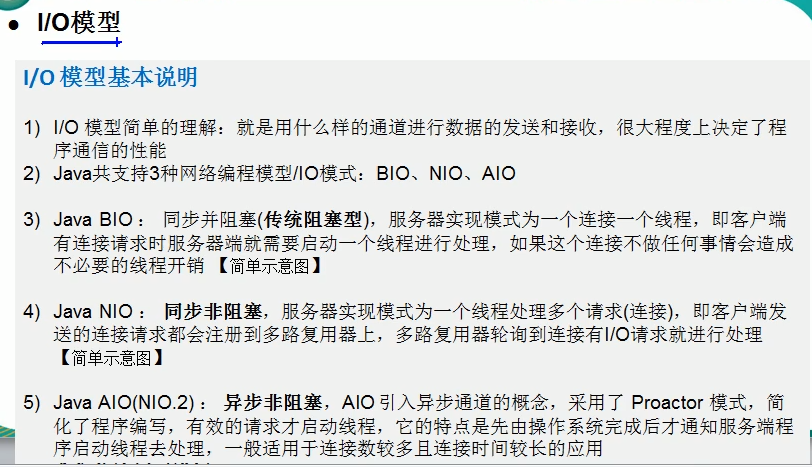 ● I/O模型
I/O 模型基本说明
1) I/O 模型简单的理解：就是用什么样的通道进行数据的发送和接收，很大程度上决定了程
序通信的性能
2) Java共支持3种网络编程模型/IO模式：BIO、NIO、AIO
3) Java BIO： 同步并阻塞(传统阻塞型)，服务器实现模式为一个连接一个线程，即客户端
有连接请求时服务器端就需要启动一个线程进行处理，如果这个连接不做任何事情会造成
不必要的线程开销 【简单示意图】
4) Java NIO： 同步非阻塞，服务器实现模式为一个线程处理多个请求(连接)，即客户端发
送的连接请求都会注册到多路复用器上，多路复用器轮询到连接有I/O请求就进行处理
【简单示意图】
5) Java AIO(NIO.2)： 异步非阻塞，AIO 引入异步通道的概念，采用了 Proactor 模式，简
化了程序编写，有效的请求才启动线程，它的特点是先由操作系统完成后才通知服务端程
序启动线程去处理，一般适用于连接数较多且连接时间较长的应用